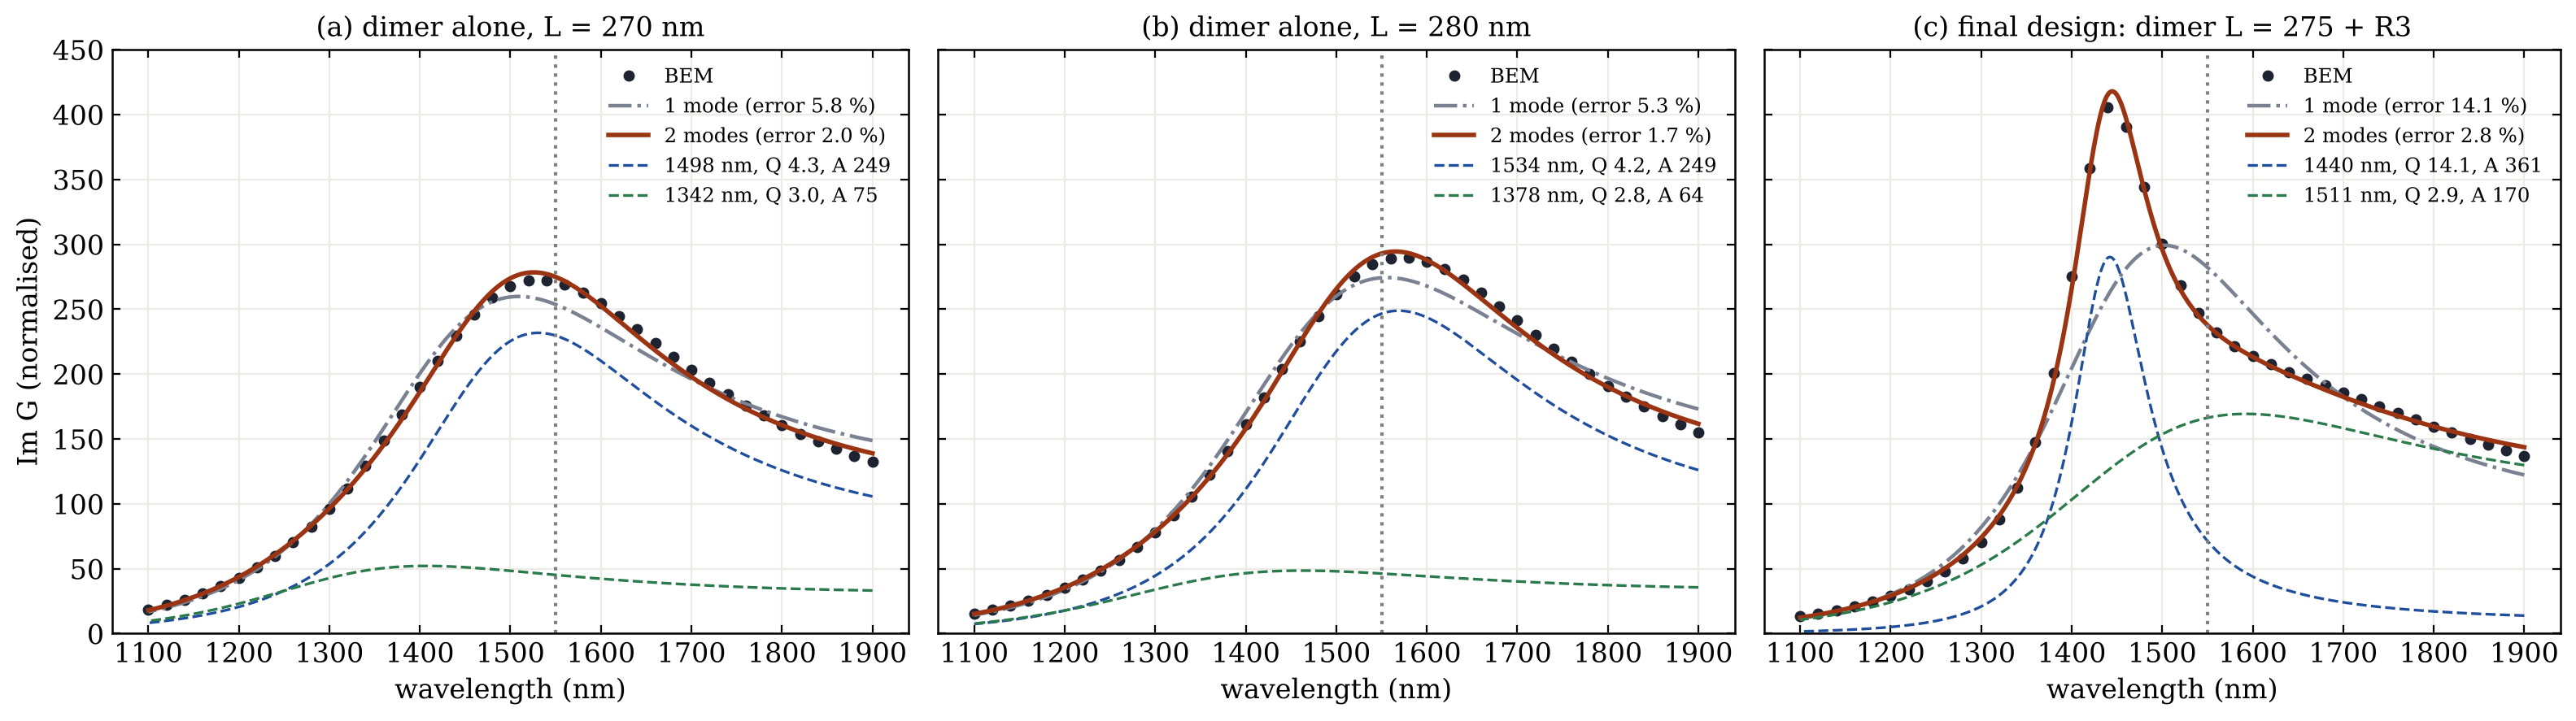 (a) dimer alone, L = 270 nm
Im G (normalised)
450
400
350
300
250
200
150
100
50
0
BEM
1 mode (error 5.8 %)
2 modes (error 2.0 %)
1498 nm, Q 4.3, A 249
1342 nm, Q 3.0, A 75
1100 1200 1300 1400 1500 1600 1700 1800 1900
wavelength (nm)
(b) dimer alone, L = 280 nm
BEM
1 mode (error 5.3 %)
2 modes (error 1.7 %)
1534 nm, Q 4.2, A 249
1378 nm, Q 2.8, A 64
1100 1200 1300 1400 1500 1600 1700 1800 1900
wavelength (nm)
(c) final design: dimer L = 275 + R3
BEM
1 mode (error 14.1 %)
2 modes (error 2.8 %)
1440 nm, Q 14.1, A 361
1511 nm, Q 2.9, A 170
1100 1200 1300 1400 1500 1600 1700 1800 1900
wavelength (nm)